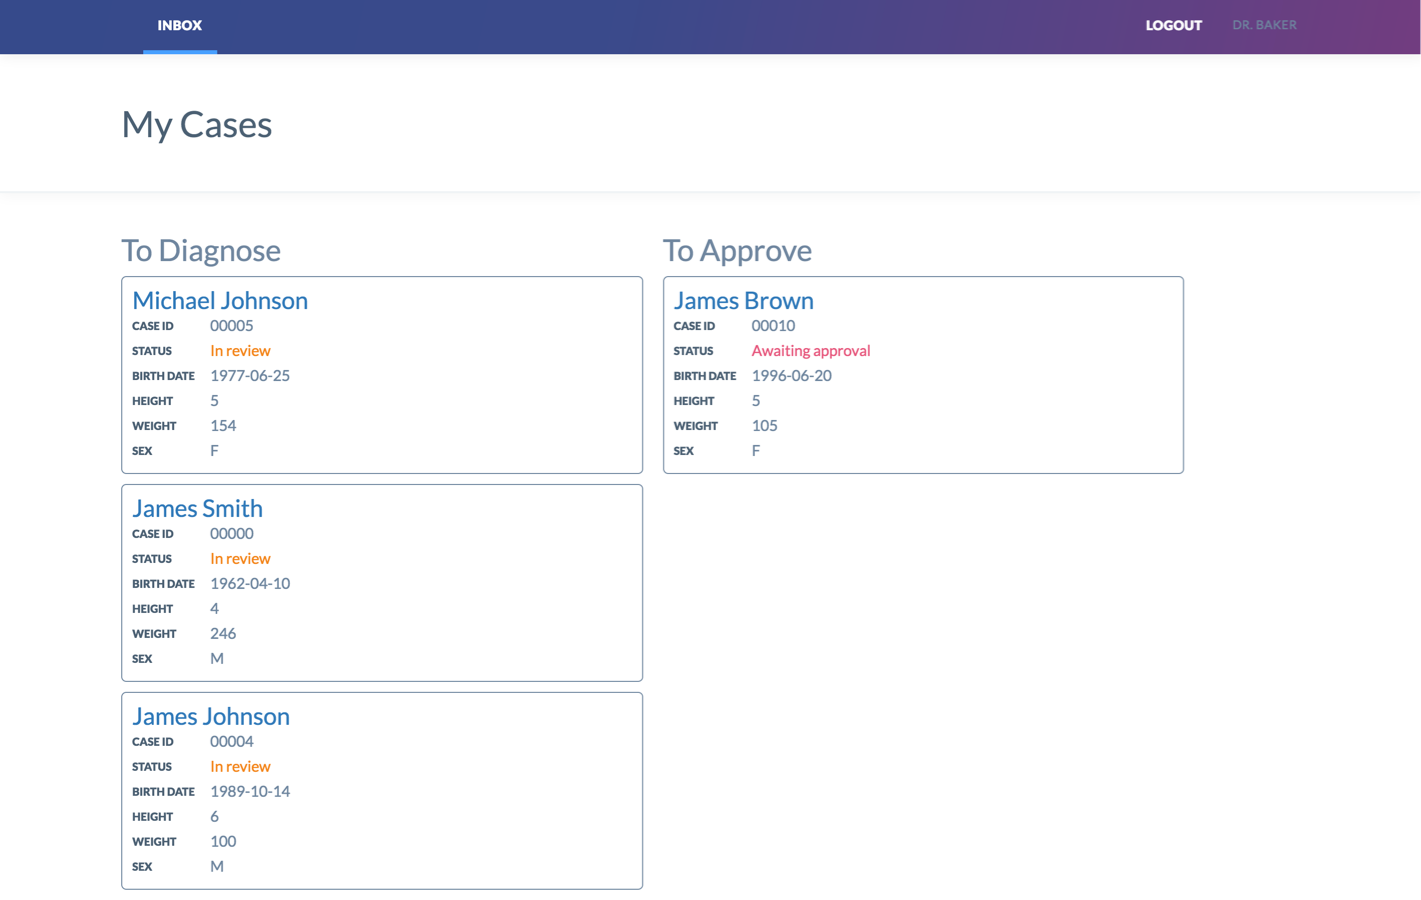 INBOX LOGOUT DR. BAKER
My Cases
To Diagnose
Michael Johnson
CASE ID 00005
STATUS In review
BIRTH DATE 1977-06-25
HEIGHT 5
WEIGHT 154
SEX F
James Smith
CASE ID 00000
STATUS In review
BIRTH DATE 1962-04-10
HEIGHT 4
WEIGHT 246
SEX M
James Johnson
CASE ID 00004
STATUS In review
BIRTH DATE 1989-10-14
HEIGHT 6
WEIGHT 100
SEX M
To Approve
James Brown
CASE ID 00010
STATUS Awaiting approval
BIRTH DATE 1996-06-20
HEIGHT 5
WEIGHT 105
SEX F